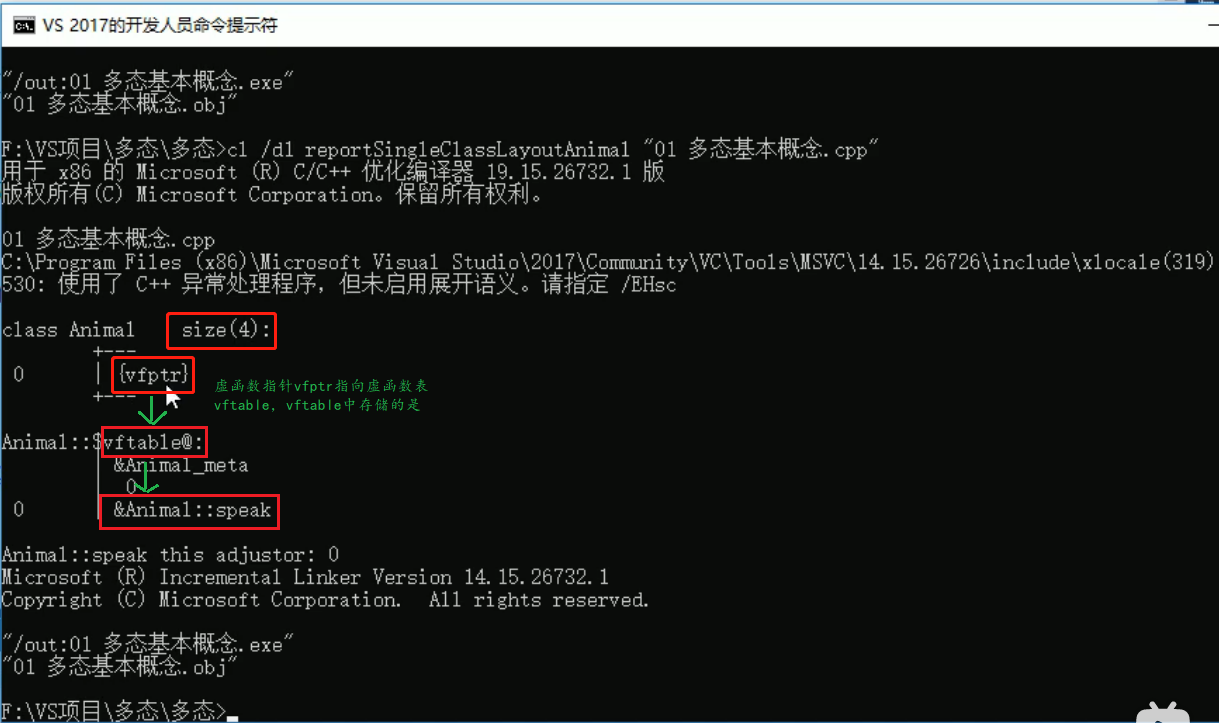 VS 2017的开发人员命令提示符
"/out:01 多态基本概念.exe"
"01 多态基本概念.obj"
F:\VS项目\多态\多态>cl /d1 reportSingleClassLayoutAnimal "01 多态基本概念.cpp"
用于 x86 的 Microsoft (R) C/C++ 优化编译器 19.15.26732.1 版
版权所有(C) Microsoft Corporation。保留所有权利。
01 多态基本概念.cpp
C:\Program Files (x86)\Microsoft Visual Studio\2017\Community\VC\Tools\MSVC\14.15.26726\include\xlocale(319)
530: 使用了 C++ 异常处理程序，但未启用展开语义。请指定 /EHsc
class Animal size(4):
+---
0 | {vfptr}
+---
虚函数指针vfptr指向虚函数表
vftable, vftable中存储的是
Animal::$vftable@:
| &Animal_meta
| 0
0 | &Animal::speak
Animal::speak this adjustor: 0
Microsoft (R) Incremental Linker Version 14.15.26732.1
Copyright (C) Microsoft Corporation. All rights reserved.
"/out:01 多态基本概念.exe"
"01 多态基本概念.obj"
F:\VS项目\多态\多态>